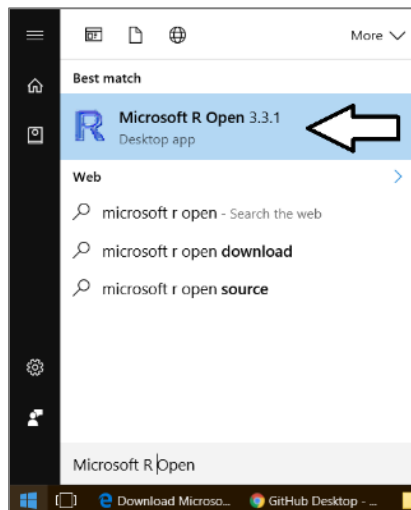 More
Best match
Microsoft R Open 3.3.1
Desktop app
Web
microsoft r open - Search the web
microsoft r open download
microsoft r open source
Microsoft R Open
Download Microso... GitHub Desktop - ...